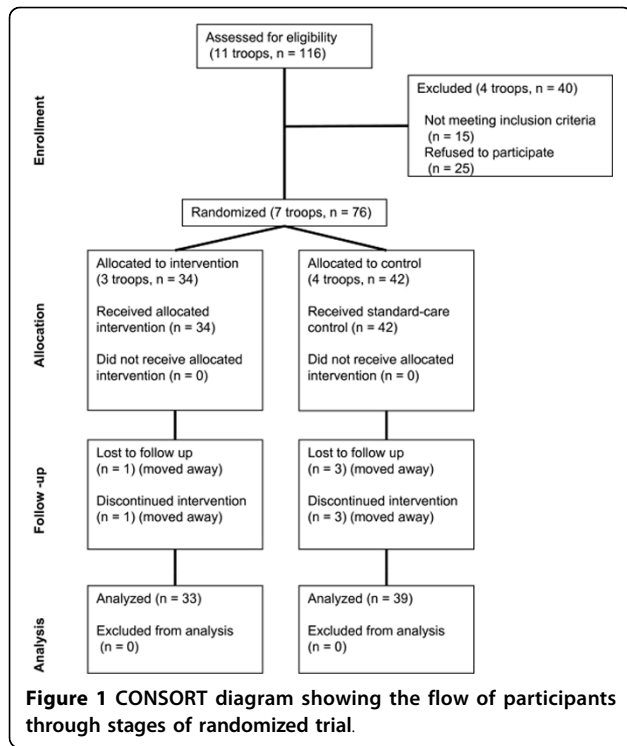 Assessed for eligibility
(11 troops, n = 116)
Enrollment
Excluded (4 troops, n = 40)
Not meeting inclusion criteria
(n = 15)
Refused to participate
(n = 25)
Randomized (7 troops, n = 76)
Allocation
Allocated to intervention
(3 troops, n = 34)
Received allocated
intervention (n = 34)
Did not receive allocated
intervention (n = 0)
Allocated to control
(4 troops, n = 42)
Received standard-care
control (n = 42)
Did not receive allocated
intervention (n = 0)
Follow -up
Lost to follow up
(n = 1) (moved away)
Discontinued intervention
(n = 1) (moved away)
Lost to follow up
(n = 3) (moved away)
Discontinued intervention
(n = 3) (moved away)
Analysis
Analyzed (n = 33)
Excluded from analysis
(n = 0)
Analyzed (n = 39)
Excluded from analysis
(n = 0)
Figure 1 CONSORT diagram showing the flow of participants
through stages of randomized trial.